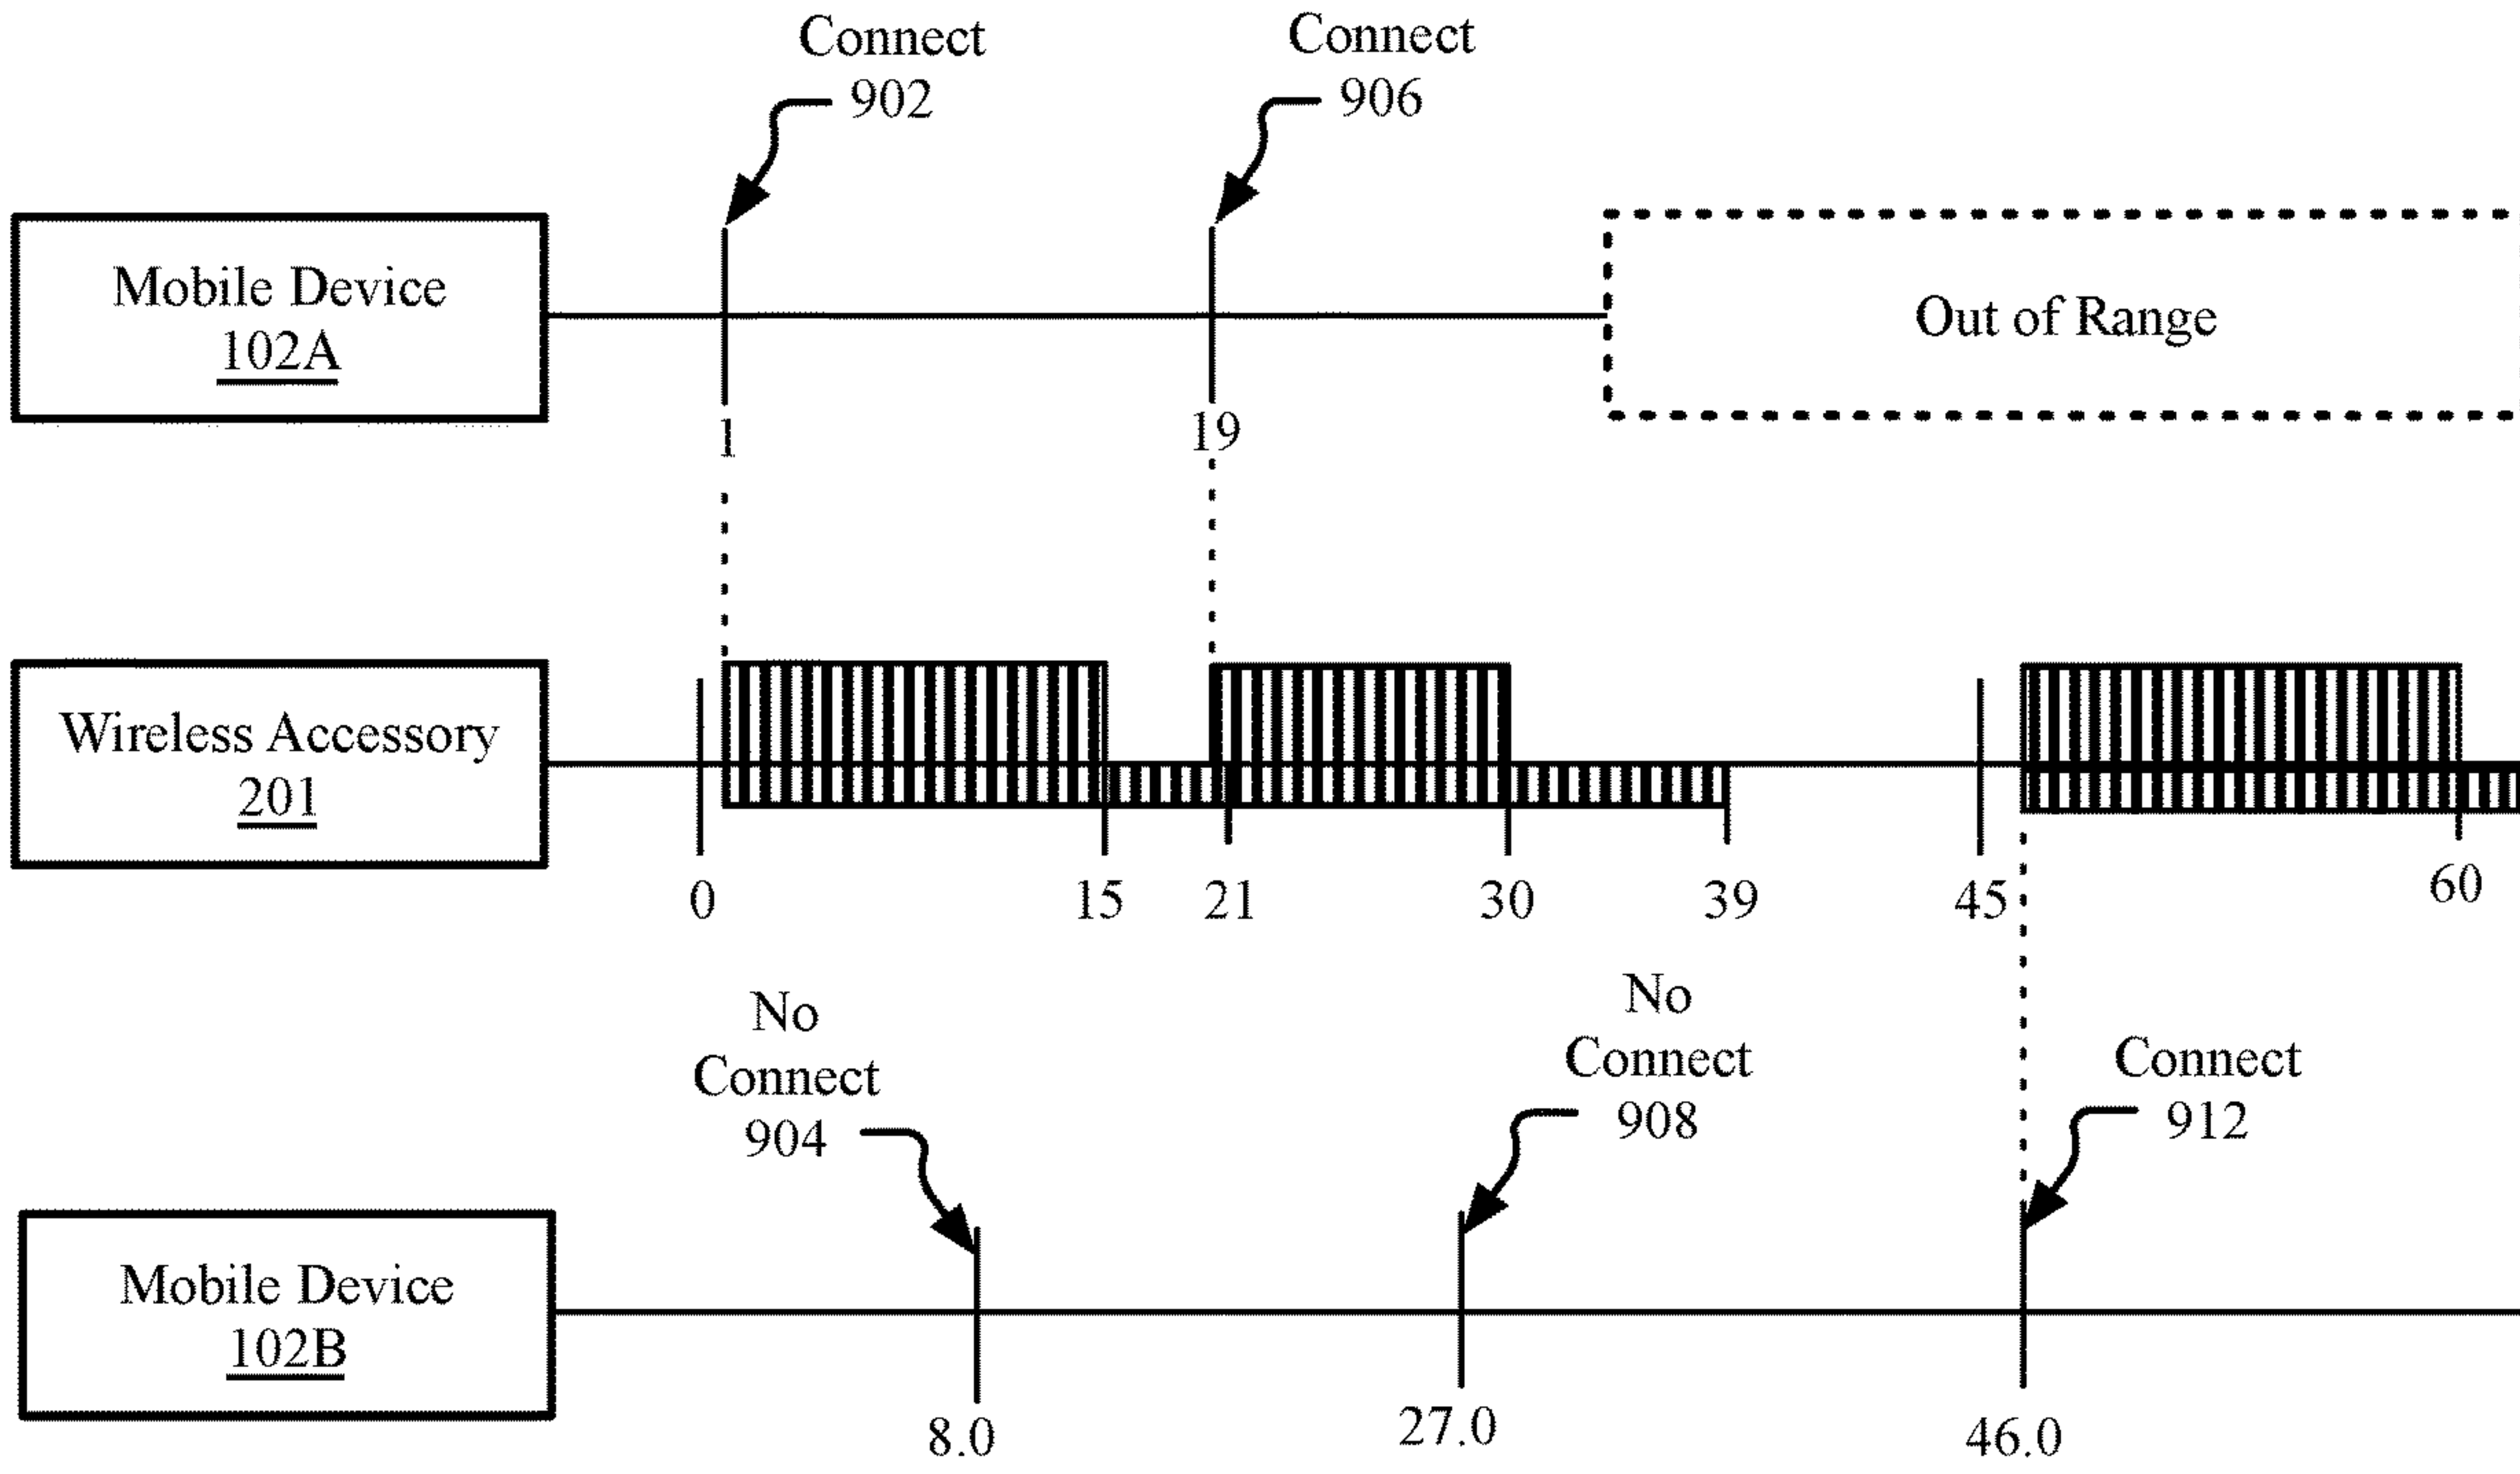 Connect
902
Connect
906
Mobile Device
102A
Out of Range
1
19
Wireless Accessory
201
0
15
21
30
39
45
60
No
Connect
904
No
Connect
908
Connect
912
Mobile Device
102B
8.0
27.0
46.0